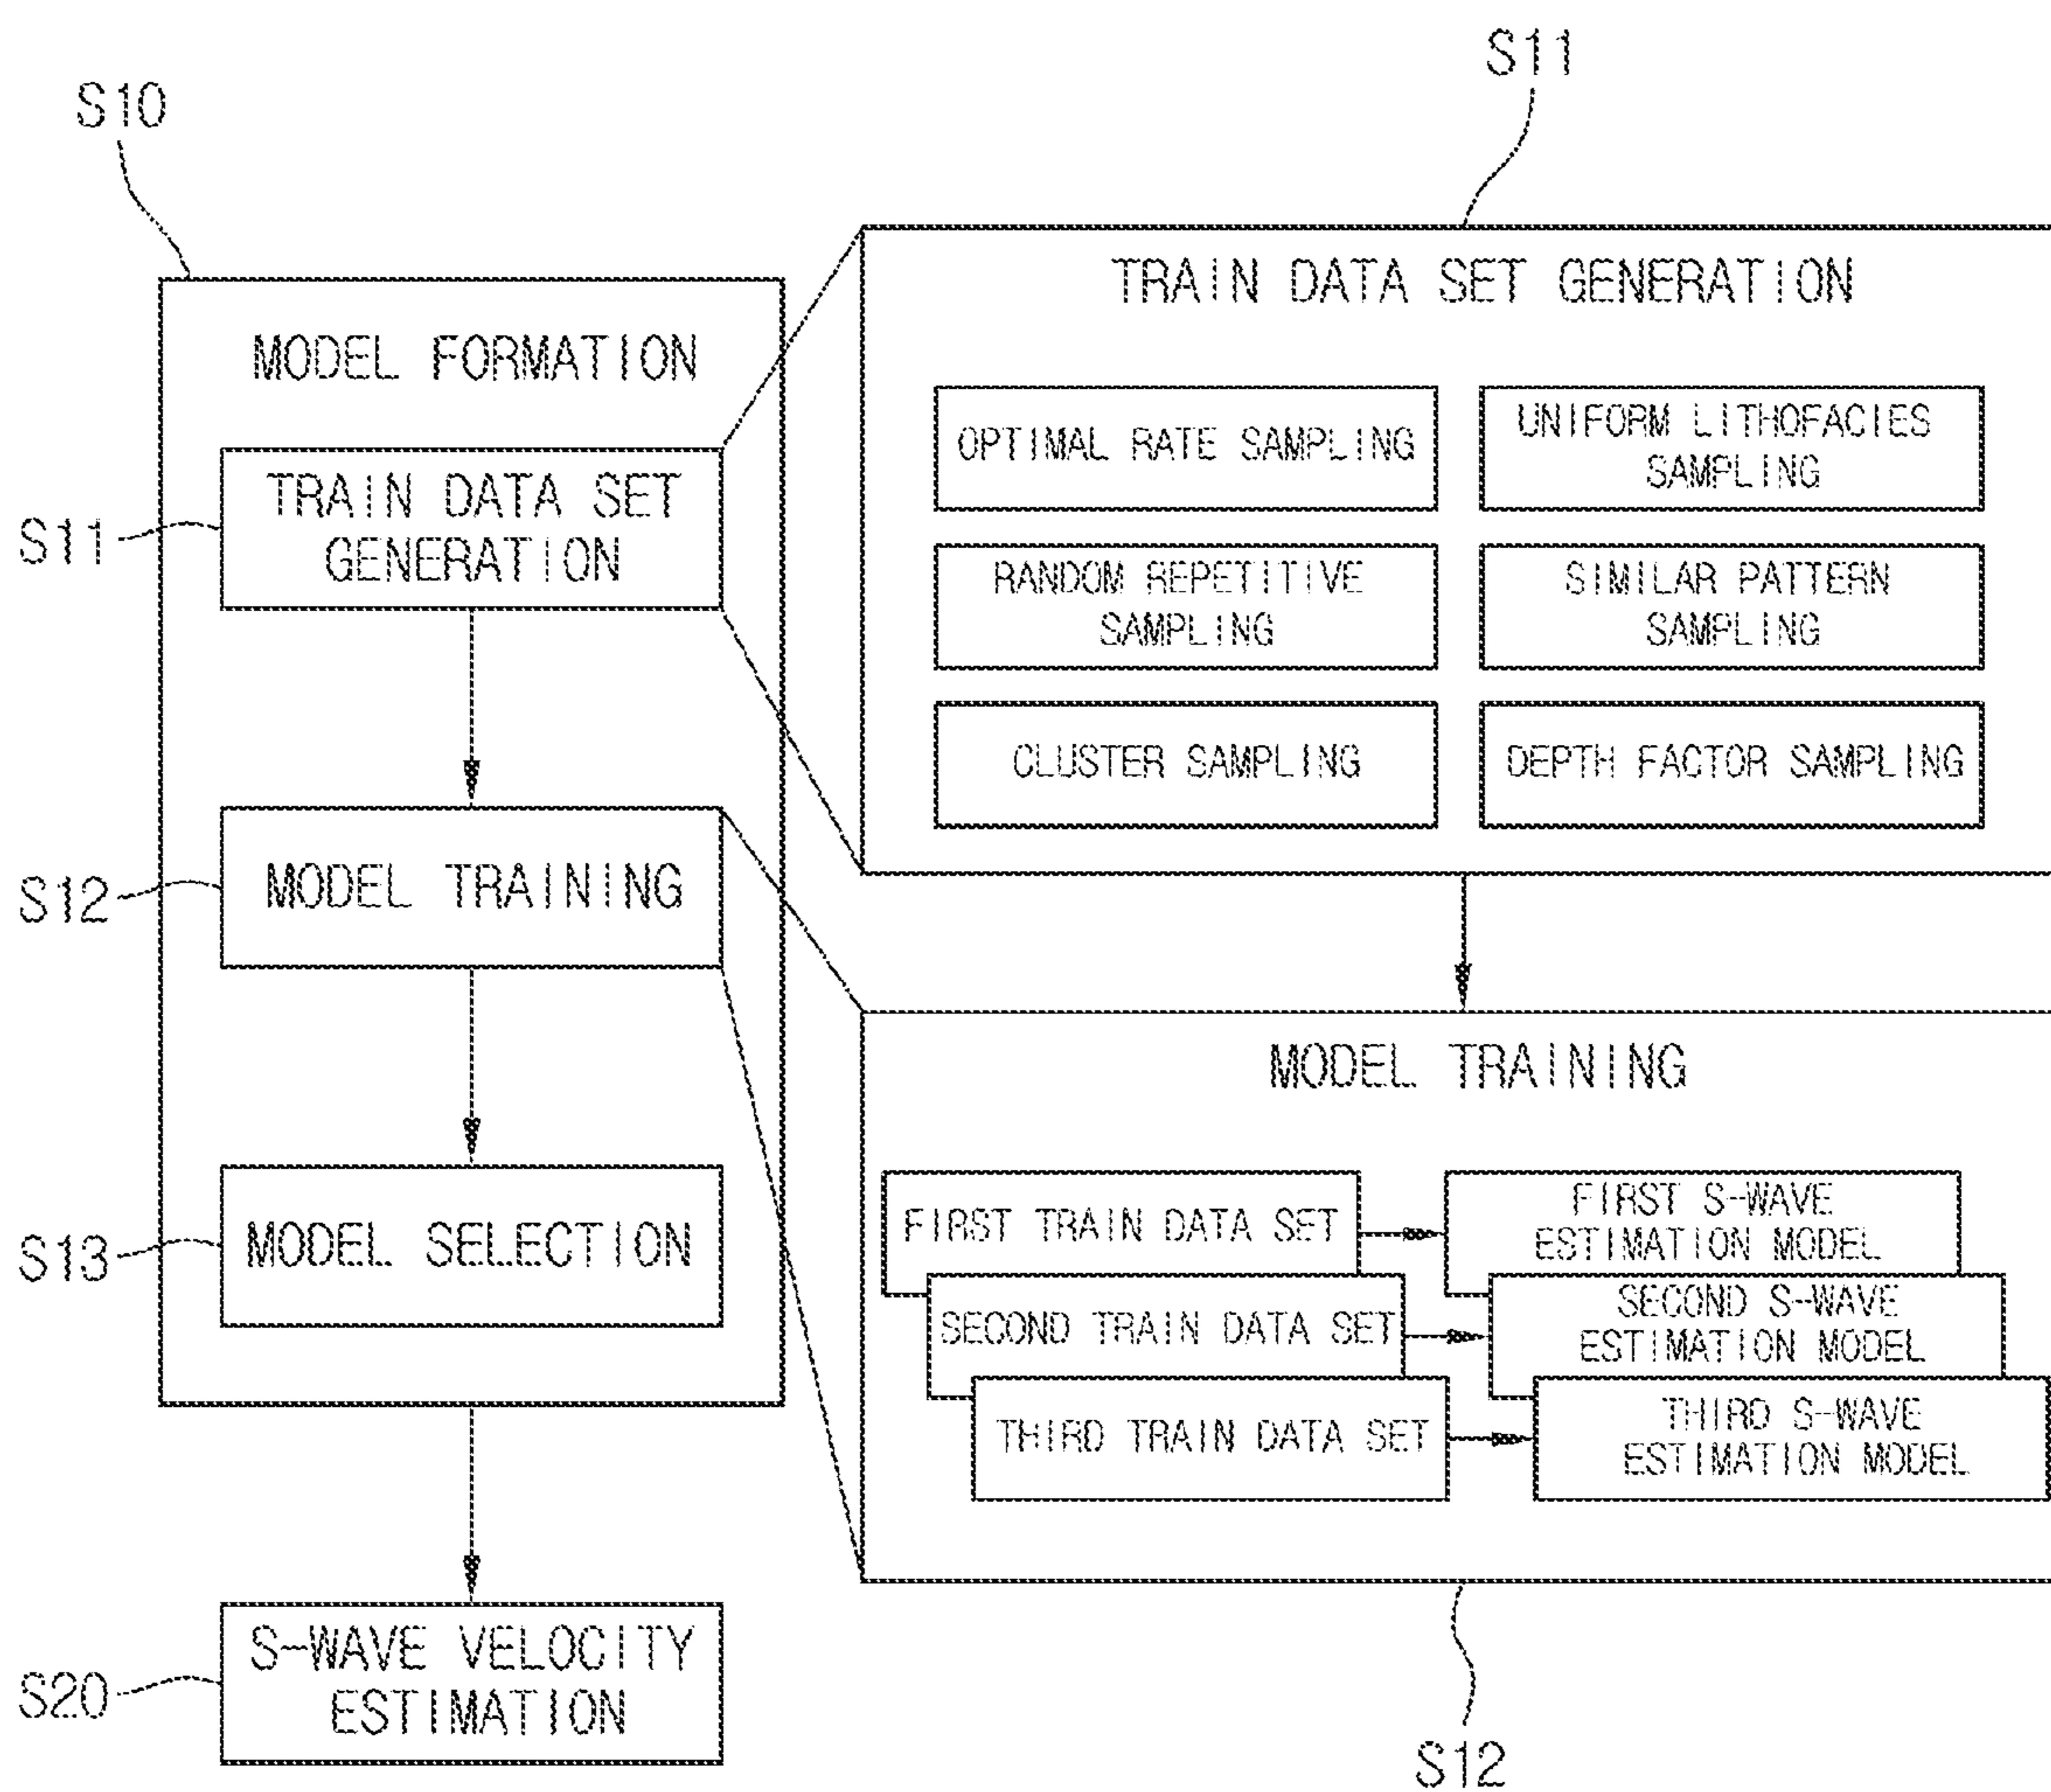 S10
MODEL FORMATION
S11
TRAIN DATA SET
GENERATION
S12
MODEL TRAINING
S13
MODEL SELECTION
S20
S-WAVE VELOCITY
ESTIMATION
S11
TRAIN DATA SET GENERATION
OPTIMAL RATE SAMPLING
UNIFORM LITHOFACIES
SAMPLING
RANDOM REPETITIVE
SAMPLING
SIMILAR PATTERN
SAMPLING
CLUSTER SAMPLING
DEPTH FACTOR SAMPLING
MODEL TRAINING
FIRST TRAIN DATA SET
FIRST S-WAVE
ESTIMATION MODEL
SECOND TRAIN DATA SET
SECOND S-WAVE
ESTIMATION MODEL
THIRD TRAIN DATA SET
THIRD S-WAVE
ESTIMATION MODEL
S12